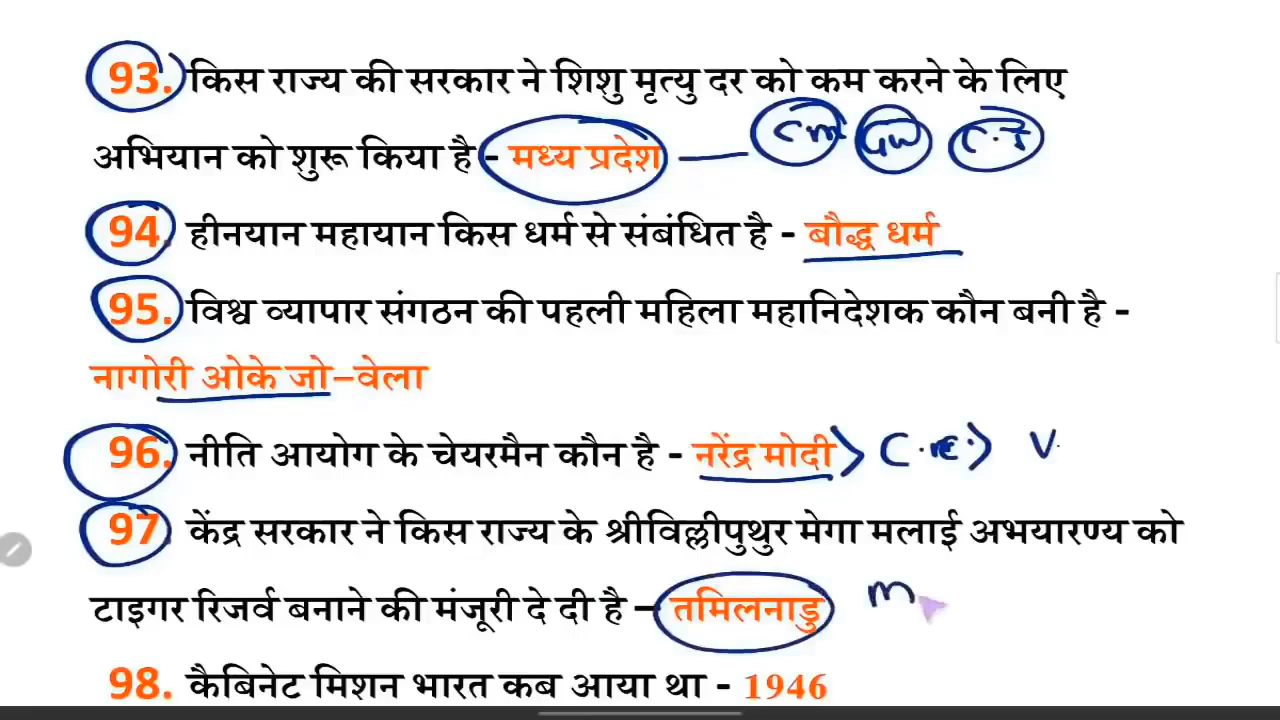 93. किस राज्य की सरकार ने शिशु मृत्यु दर को कम करने के लिए
अभियान को शुरू किया है - मध्य प्रदेश — Cm GW C.J
94. हीनयान महायान किस धर्म से संबंधित है - बौद्ध धर्म
95. विश्व व्यापार संगठन की पहली महिला महानिदेशक कौन बनी है -
नागोरी ओके जो–वेला
96. नीति आयोग के चेयरमैन कौन है - नरेंद्र मोदी > V.
97. केंद्र सरकार ने किस राज्य के श्रीविल्लीपुथुर मेगा मलाई अभयारण्य को
टाइगर रिजर्व बनाने की मंजूरी दे दी है – तमिलनाडु m
98. कैबिनेट मिशन भारत कब आया था - 1946